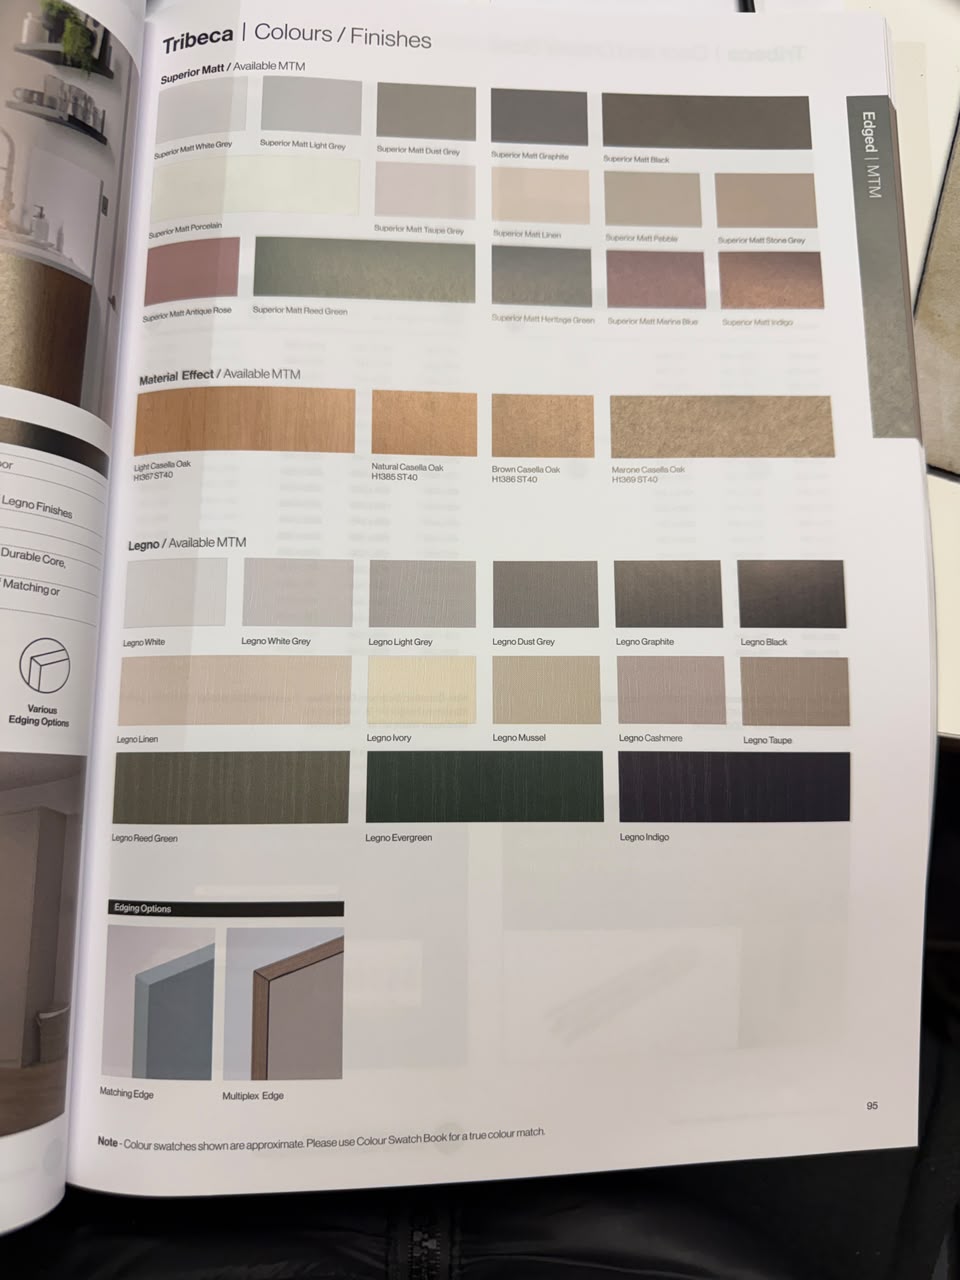 Tribeca | Colours / Finishes
Superior Matt / Available MTM
Superior Matt White Grey
Superior Matt Light Grey
Superior Matt Dust Grey
Superior Matt Graphite
Superior Matt Black
Superior Matt Porcelain
Superior Matt Taupe Grey
Superior Matt Linen
Superior Matt Pebble
Superior Matt Stone Grey
Superior Matt Antique Rose
Superior Matt Reed Green
Superior Matt Heritage Green
Superior Matt Marine Blue
Superior Matt Indigo
Material Effect / Available MTM
Light Casella Oak
H1367 ST40
Natural Casella Oak
H1385 ST40
Brown Casella Oak
H1386 ST40
Marone Casella Oak
H1369 ST40
Legno / Available MTM
Legno White
Legno White Grey
Legno Light Grey
Legno Dust Grey
Legno Graphite
Legno Black
Legno Linen
Legno Ivory
Legno Mussel
Legno Cashmere
Legno Taupe
Legno Reed Green
Legno Evergreen
Legno Indigo
Edging Options
Matching Edge
Multiplex Edge
Note - Colour swatches shown are approximate. Please use Colour Swatch Book for a true colour match.
95
Edged | MTM
Legno Finishes
Durable Core,
Matching or
Various
Edging Options